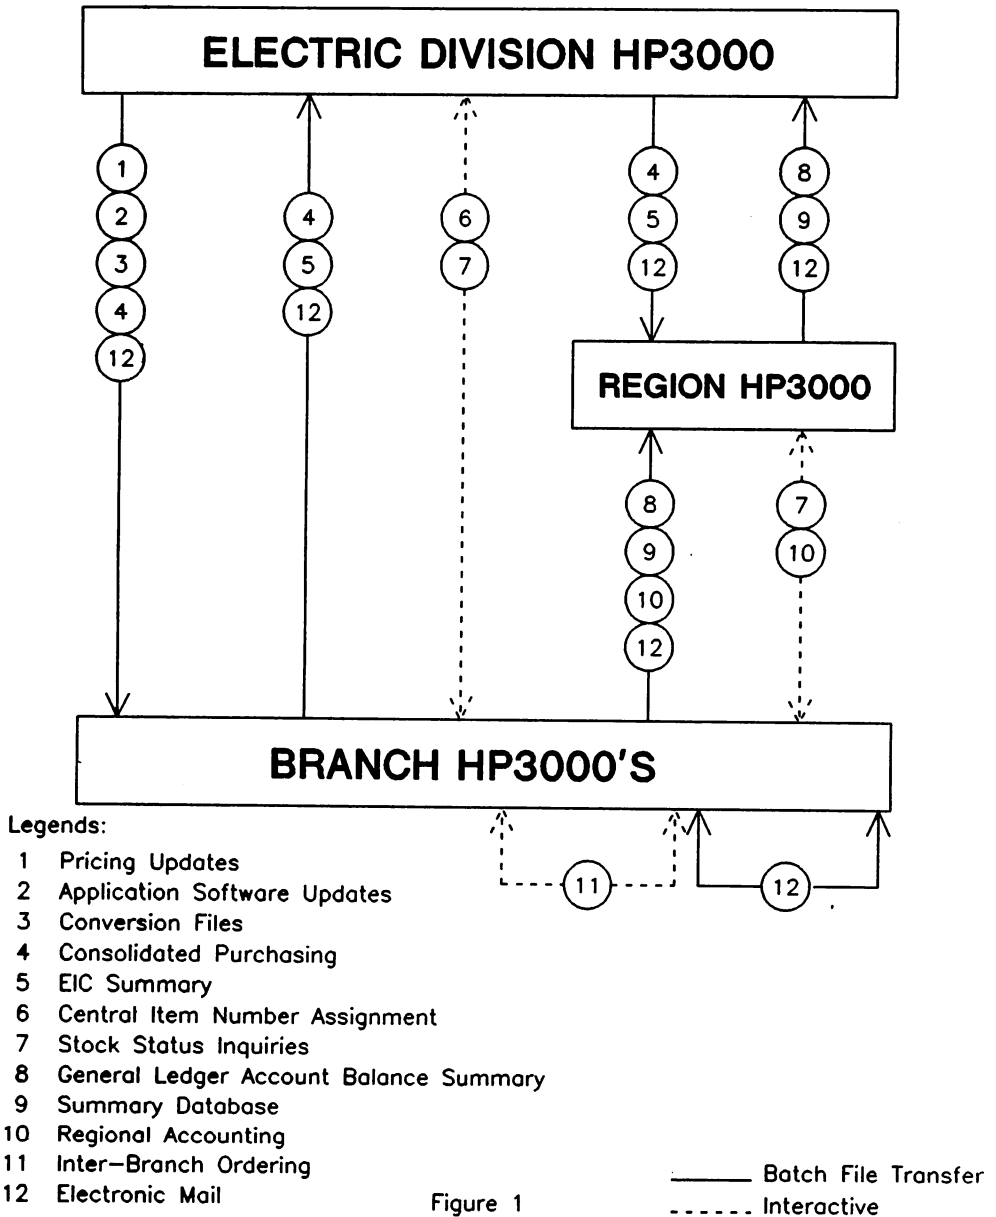 ELECTRIC DIVISION HP3000
1
2
3
4
12
4
5
12
6
7
4
5
12
8
9
12
REGION HP3000
8
9
10
12
7
10
BRANCH HP3000'S
11
12
Legends:
1 Pricing Updates
2 Application Software Updates
3 Conversion Files
4 Consolidated Purchasing
5 EIC Summary
6 Central Item Number Assignment
7 Stock Status Inquiries
8 General Ledger Account Balance Summary
9 Summary Database
10 Regional Accounting
11 Inter-Branch Ordering
12 Electronic Mail
Figure 1
Batch File Transfer
Interactive